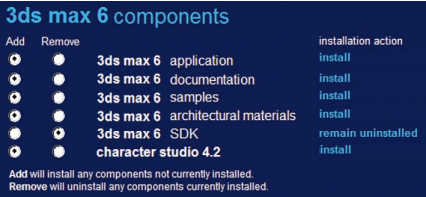 3ds max 6 components
Add Remove installation action
3ds max 6 application install
3ds max 6 documentation install
3ds max 6 samples install
3ds max 6 architectural materials install
3ds max 6 SDK remain uninstalled
character studio 4.2 install
Add will install any components not currently installed.
Remove will uninstall any components currently installed.